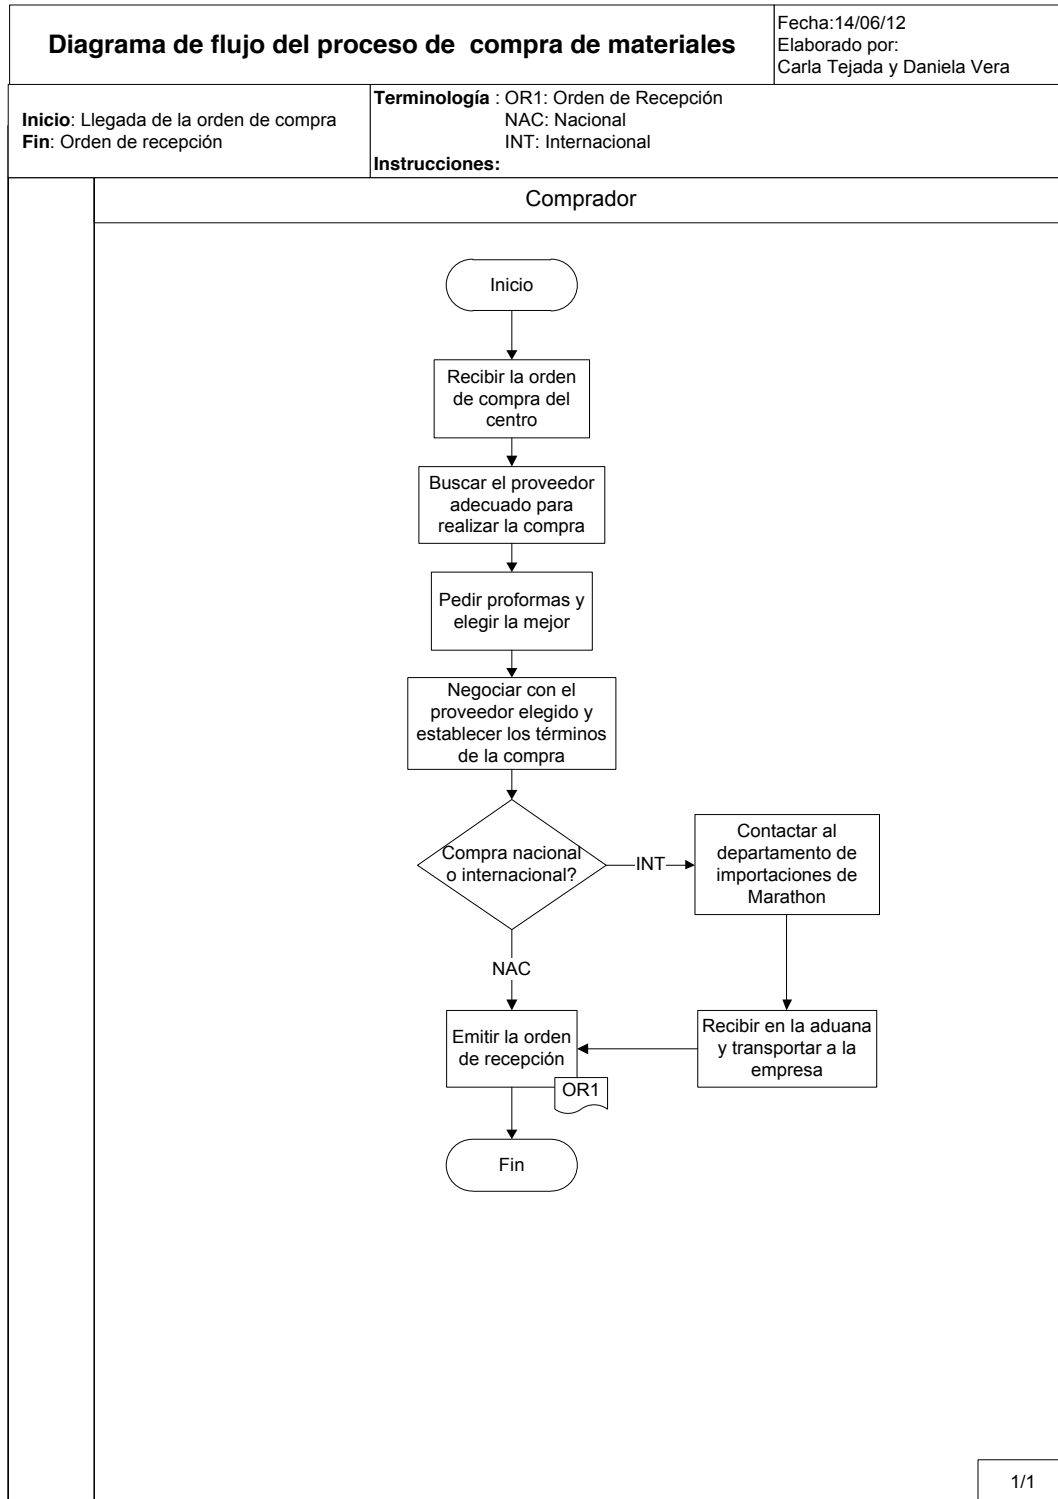 Diagrama de flujo del proceso de compra de materiales
Fecha:14/06/12
Elaborado por:
Carla Tejada y Daniela Vera
Inicio: Llegada de la orden de compra
Fin: Orden de recepción
Terminología : OR1: Orden de Recepción
NAC: Nacional
INT: Internacional
Instrucciones:
Comprador
Inicio
Recibir la orden
de compra del
centro
Buscar el proveedor
adecuado para
realizar la compra
Pedir proformas y
elegir la mejor
Negociar con el
proveedor elegido y
establecer los términos
de la compra
Compra nacional
o internacional?
INT
Contactar al
departamento de
importaciones de
Marathon
NAC
Emitir la orden
de recepción
OR1
Recibir en la aduana
y transportar a la
empresa
Fin
1/1